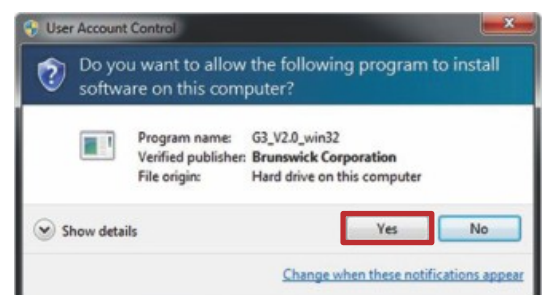 User Account Control
Do you want to allow the following program to install
software on this computer?
Program name: G3_V2.0_win32
Verified publisher: Brunswick Corporation
File origin: Hard drive on this computer
Show details
Yes No
Change when these notifications appear